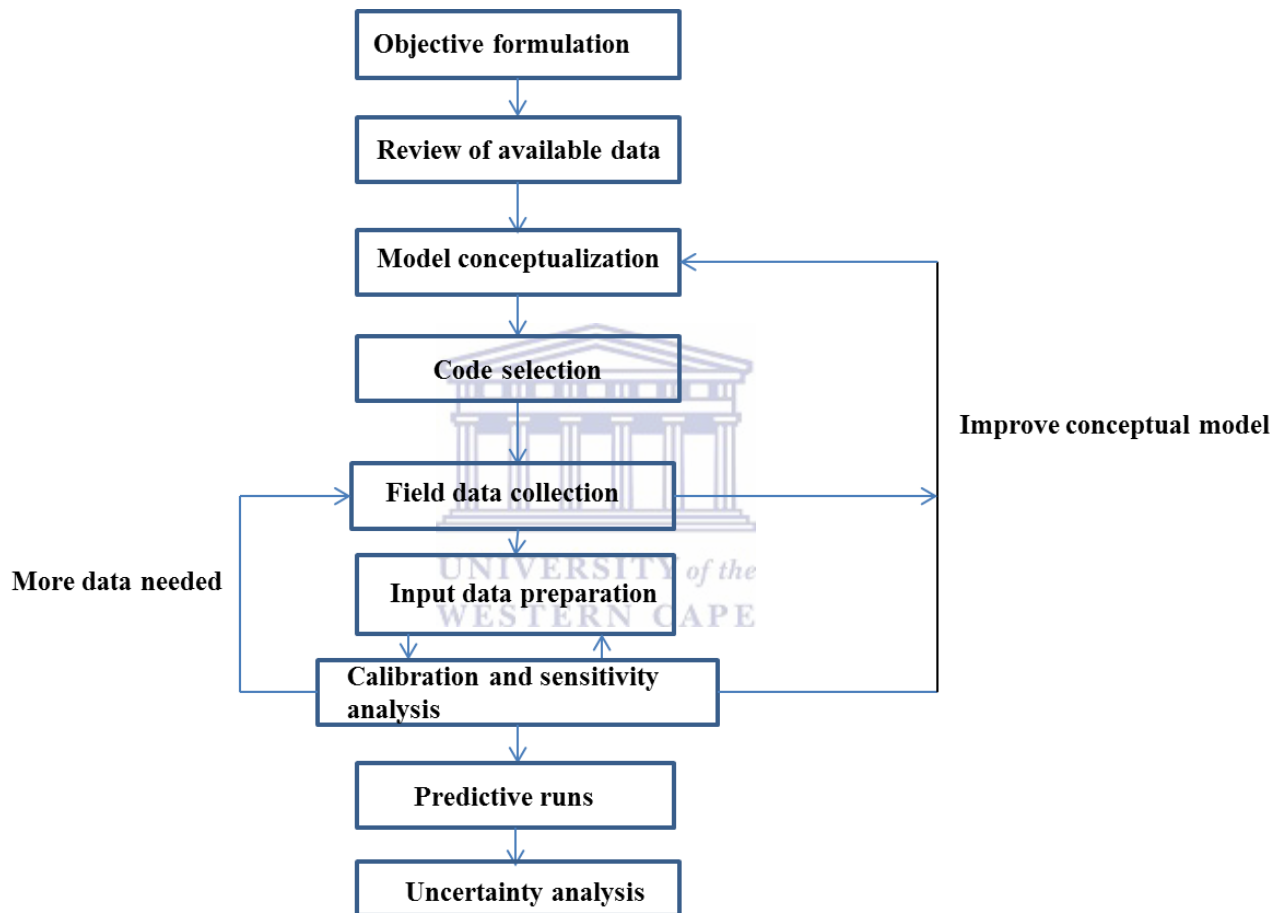 Objective formulation
Review of available data
Model conceptualization
Code selection
Improve conceptual model
Field data collection
More data needed
UNIVERSITY of the
Input data preparation
WESTERN CAPE
Calibration and sensitivity
analysis
Predictive runs
Uncertainty analysis